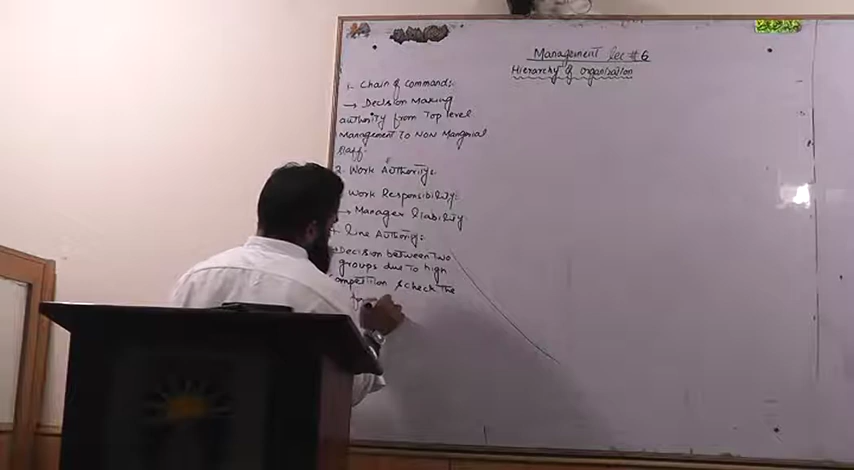 Management Lec # 6
Hierarchy of organisation
1. Chain of commands:
→ Decision Making
authority from Top level
Management To NON Mangrial
Staff.
2. Work Authority:
Work Responsibility:
→ Manager liability.
Line Authority:
Decision between Two
groups due to high
Competition & check the